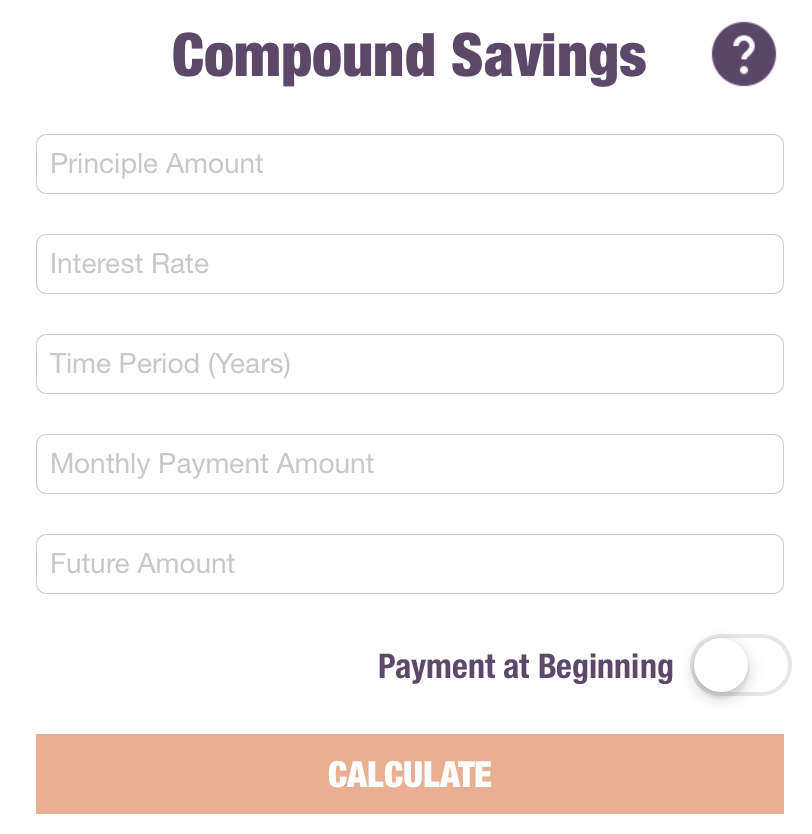 Compound Savings
?
Principle Amount
Interest Rate
Time Period (Years)
Monthly Payment Amount
Future Amount
Payment at Beginning
CALCULATE